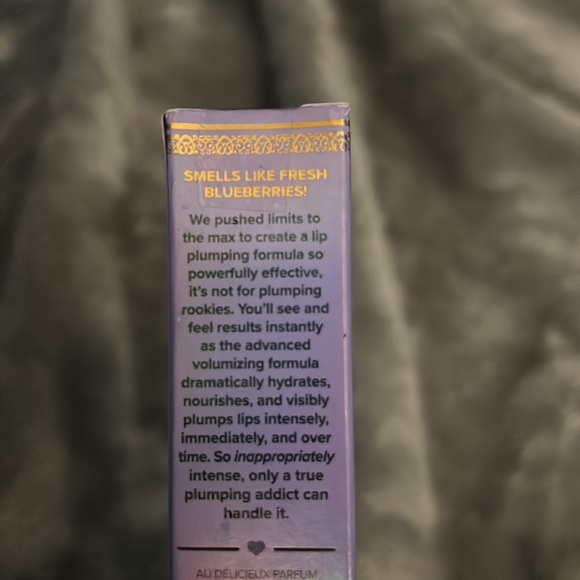 SMELLS LIKE FRESH
BLUEBERRIES!
We pushed limits to
the max to create a lip
plumping formula so
powerfully effective,
it's not for plumping
rookies. You'll see and
feel results instantly
as the advanced
volumizing formula
dramatically hydrates,
nourishes, and visibly
plumps lips intensely,
immediately, and over
time. So inappropriately
intense, only a true
plumping addict can
handle it.
AU DÉLICIEUX PARFUM